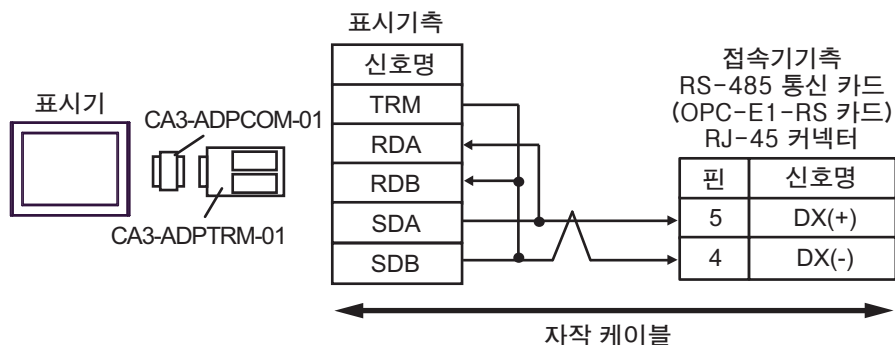 표시기
CA3-ADPCOM-01
CA3-ADPTRM-01
표시기측
신호명
TRM
RDA
RDB
SDA
SDB
접속기기측
RS-485 통신 카드
(OPC-E1-RS 카드)
RJ-45 커넥터
핀 신호명
5 DX(+)
4 DX(-)
자작 케이블